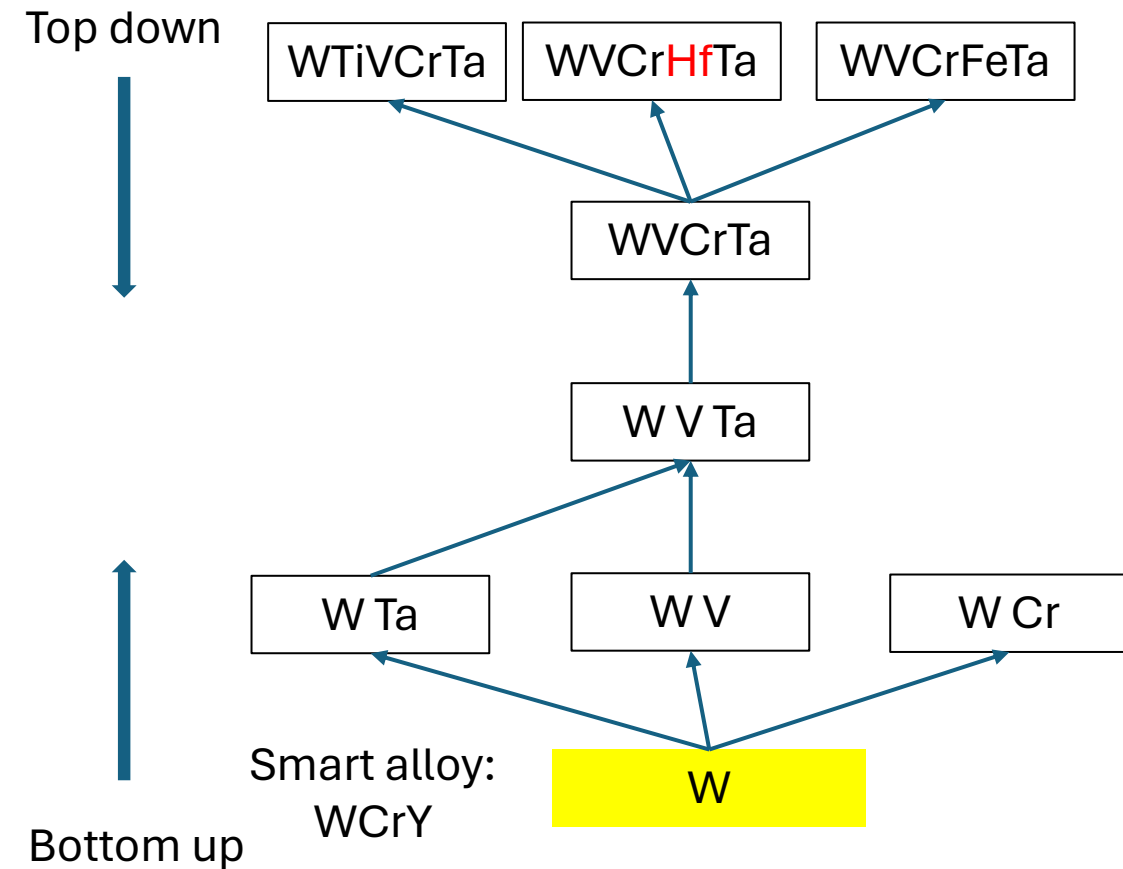 Top down
WTiVCrTa
WVCrHfTa
WVCrFeTa
WVCrTa
W V Ta
W Ta
W V
W Cr
Smart alloy:
WCrY
W
Bottom up